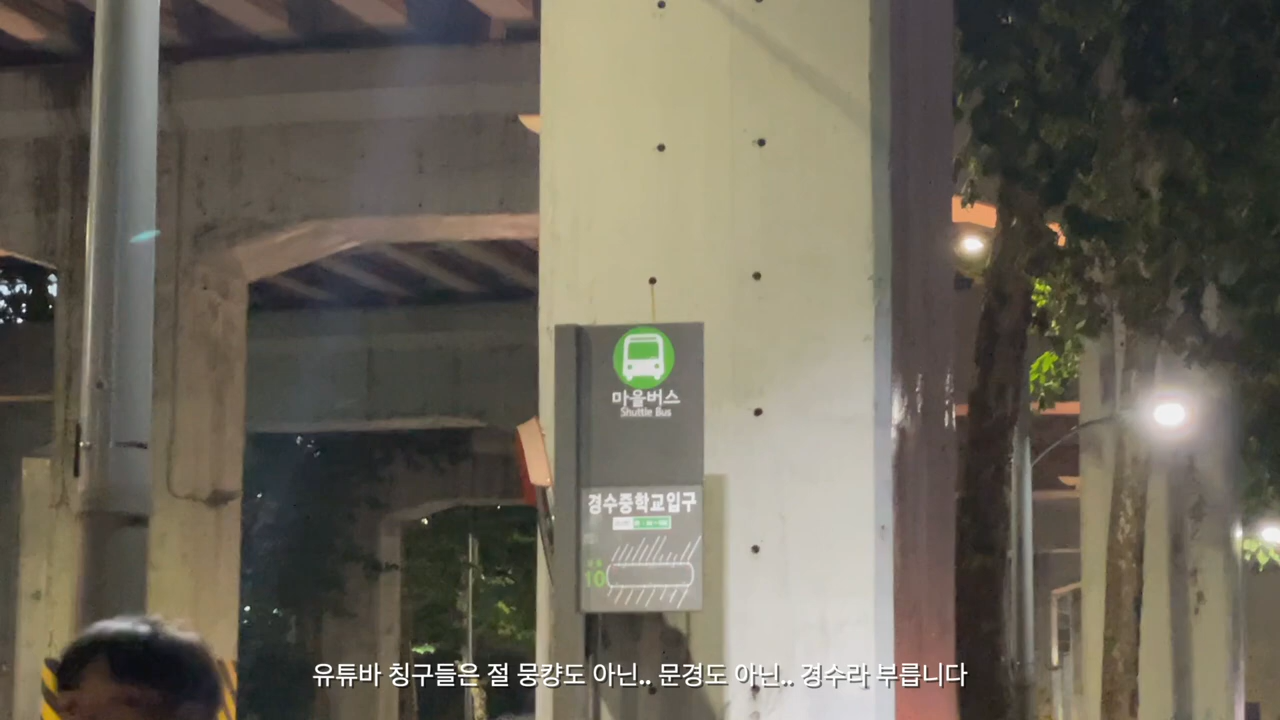 마을버스
Shuttle Bus
경수중학교입구
10
유튜바 칭구들은 절 뭉컁도 아닌.. 문경도 아닌.. 경수라 부릅니다